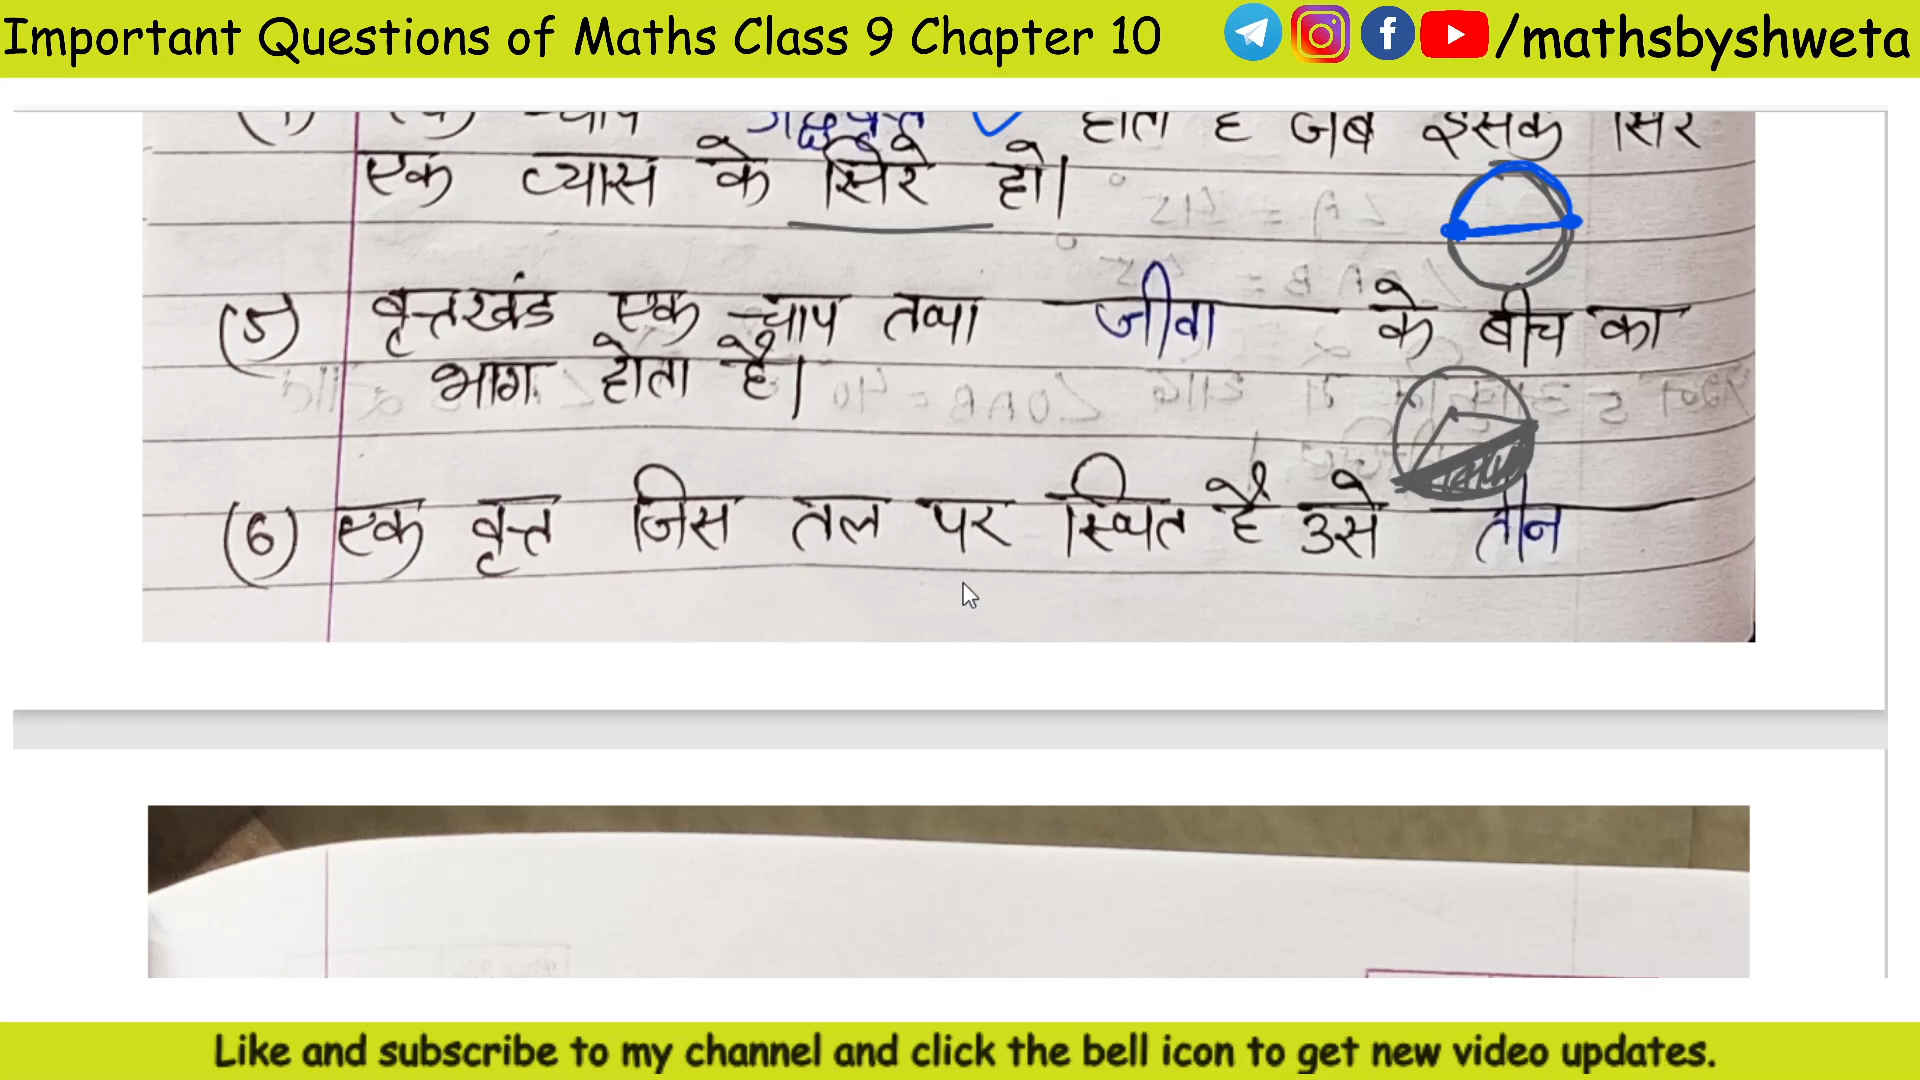 Important Questions of Maths Class 9 Chapter 10 /mathsbyshweta
होता है जब इसके सिरे
एक व्यास के सिरे हो।
(5) वृत्तखंड एक चाप तथा जीवा के बीच का
भाग होता है।
(6) एक वृत्त जिस तल पर स्थित है उसे तीन
Like and subscribe to my channel and click the bell icon to get new video updates.